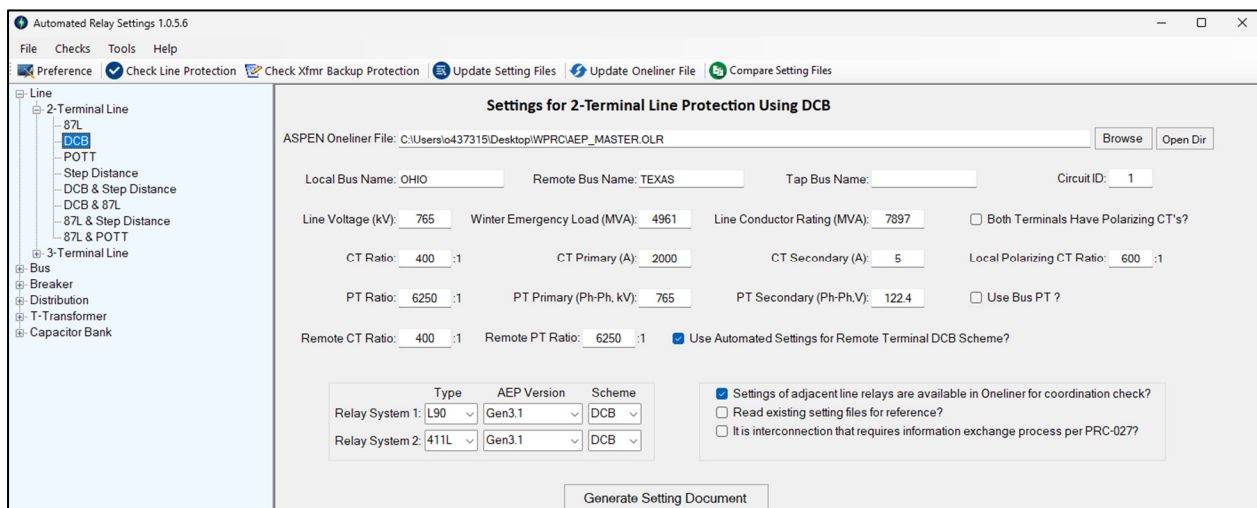 Automated Relay Settings 1.0.5.6
File Checks Tools Help
Preference Check Line Protection Check Xfmr Backup Protection Update Setting Files Update Oneliner File Compare Setting Files
Line
2-Terminal Line
87L
DCB
POTT
Step Distance
DCB & Step Distance
DCB & 87L
87L & Step Distance
87L & POTT
3-Terminal Line
Bus
Breaker
Distribution
T-Transformer
Capacitor Bank
Settings for 2-Terminal Line Protection Using DCB
ASPEN Oneliner File: C:\Users\o437315\Desktop\WPRC\AEP_MASTER.OLR Browse Open Dir
Local Bus Name: OHIO Remote Bus Name: TEXAS Tap Bus Name: Circuit ID: 1
Line Voltage (kV): 765 Winter Emergency Load (MVA): 4961 Line Conductor Rating (MVA): 7897 Both Terminals Have Polarizing CT's?
CT Ratio: 400 :1 CT Primary (A): 2000 CT Secondary (A): 5 Local Polarizing CT Ratio: 600 :1
PT Ratio: 6250 :1 PT Primary (Ph-Ph, kV): 765 PT Secondary (Ph-Ph,V): 122.4 Use Bus PT ?
Remote CT Ratio: 400 :1 Remote PT Ratio: 6250 :1 Use Automated Settings for Remote Terminal DCB Scheme?
Type AEP Version Scheme
Relay System 1: L90 Gen3.1 DCB
Relay System 2: 411L Gen3.1 DCB
Settings of adjacent line relays are available in Oneliner for coordination check?
Read existing setting files for reference?
It is interconnection that requires information exchange process per PRC-027?
Generate Setting Document